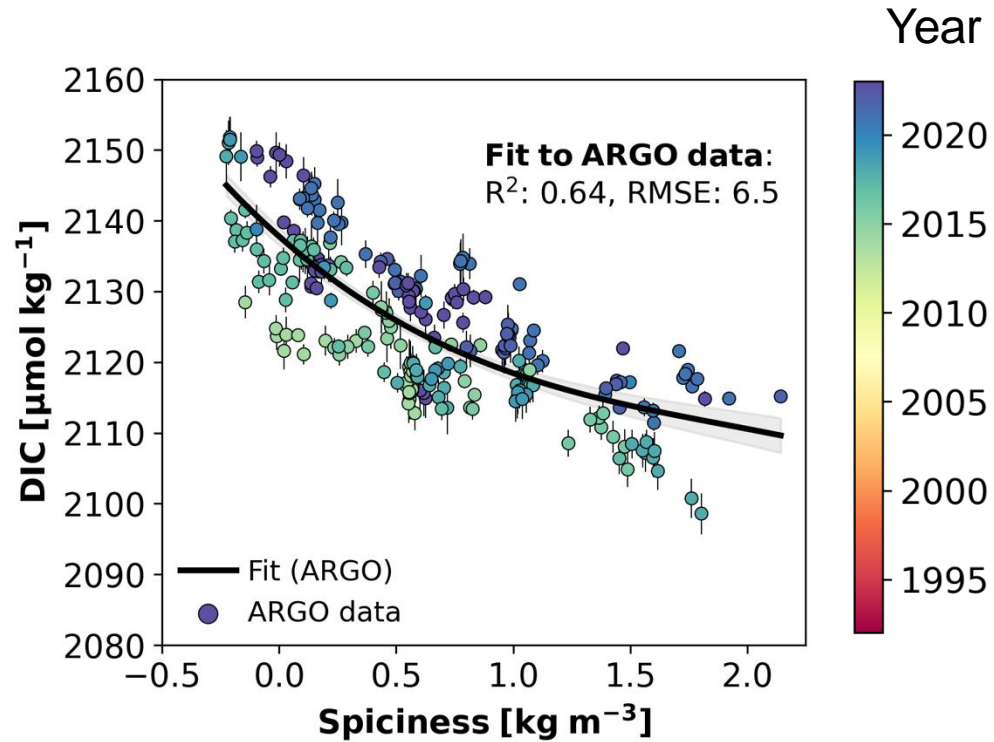 Year
2160
2150
2140
2130
2120
2110
2100
2090
2080
DIC [µmol kg⁻¹]
Fit to ARGO data:
R²: 0.64, RMSE: 6.5
Fit (ARGO)
ARGO data
−0.5 0.0 0.5 1.0 1.5 2.0
Spiciness [kg m⁻³]
2020
2015
2010
2005
2000
1995